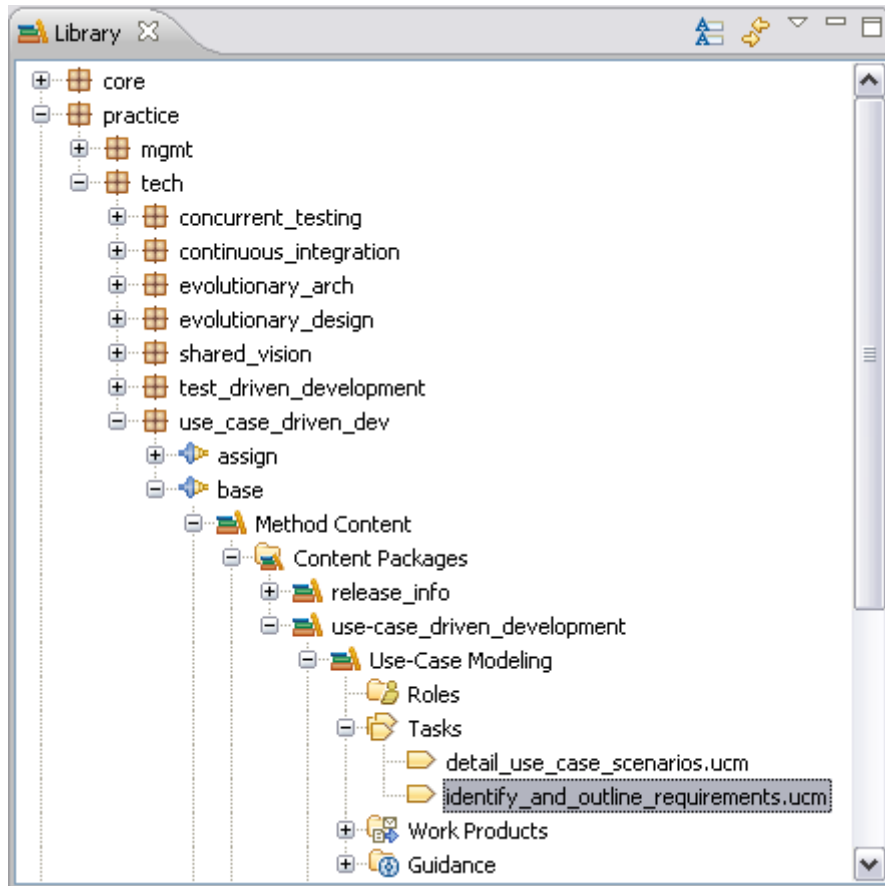 Library
core
practice
mgmt
tech
concurrent_testing
continuous_integration
evolutionary_arch
evolutionary_design
shared_vision
test_driven_development
use_case_driven_dev
assign
base
Method Content
Content Packages
release_info
use-case_driven_development
Use-Case Modeling
Roles
Tasks
detail_use_case_scenarios.ucm
identify_and_outline_requirements.ucm
Work Products
Guidance